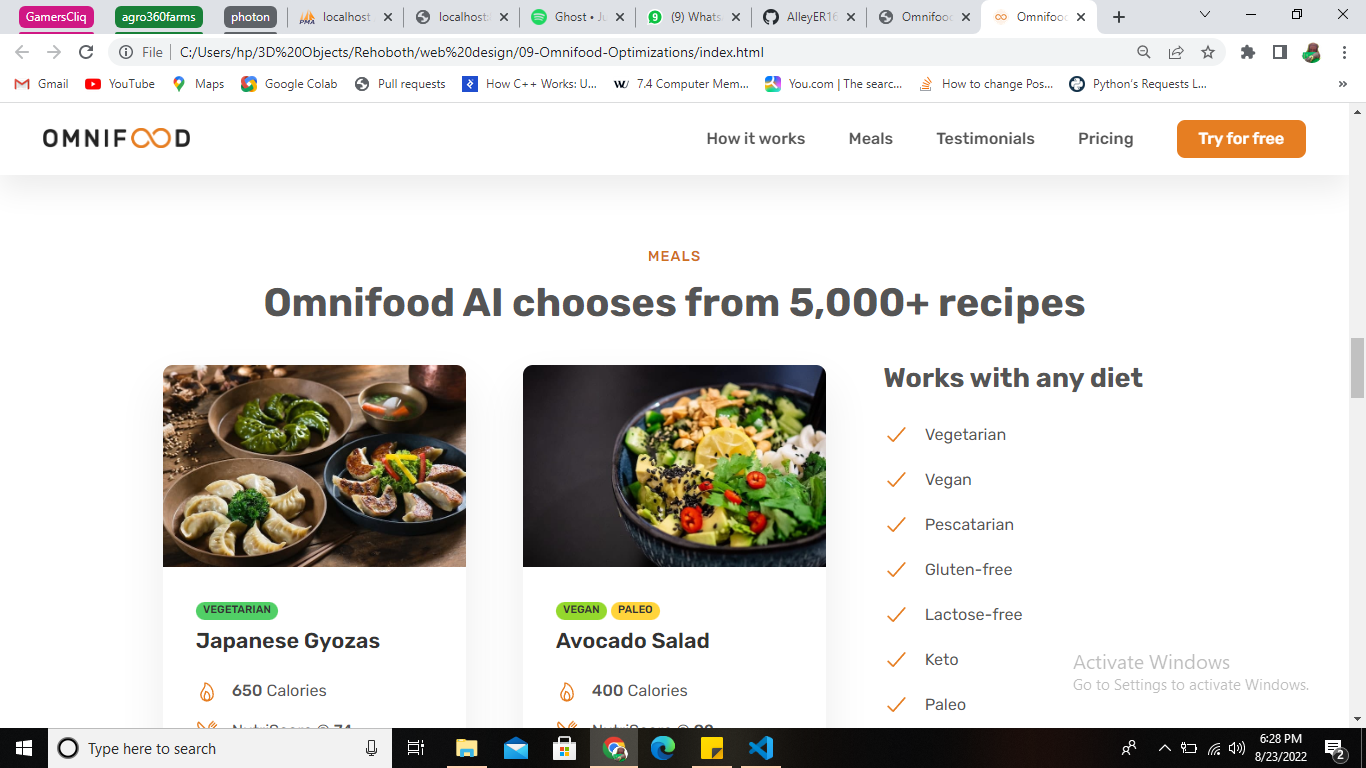 GamersCliq agro360farms photon localhost localhost: Ghost • Ju (9) Whats AlleyER16 Omnifood Omnifood
File C:/Users/hp/3D%20Objects/Rehoboth/web%20design/09-Omnifood-Optimizations/index.html
Gmail YouTube Maps Google Colab Pull requests How C++ Works: U... 7.4 Computer Mem... You.com | The searc... How to change Pos... Python's Requests L... »
OMNIFOOD How it works Meals Testimonials Pricing Try for free
MEALS
Omnifood AI chooses from 5,000+ recipes
VEGETARIAN
Japanese Gyozas
650 Calories
NutriScore ® 74
VEGAN PALEO
Avocado Salad
400 Calories
NutriScore ®
Works with any diet
Vegetarian
Vegan
Pescatarian
Gluten-free
Lactose-free
Keto
Paleo
Activate Windows
Go to Settings to activate Windows.
Type here to search
6:28 PM
8/23/2022
2